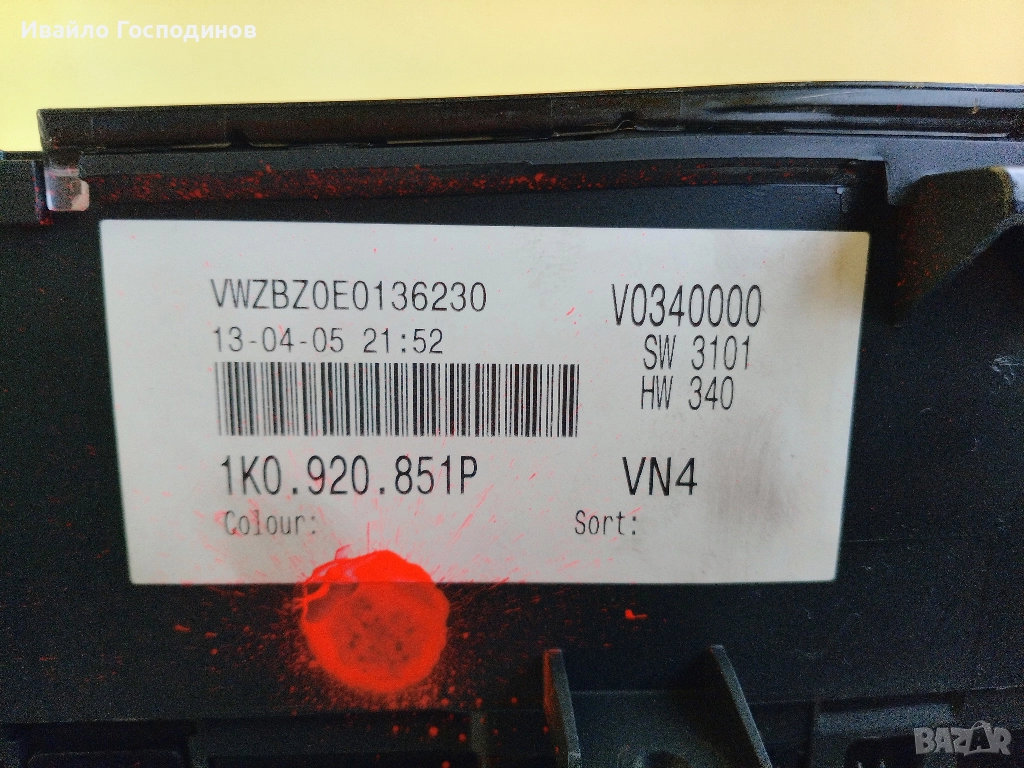 Ивайло Господинов
VWZBZ0E0136230
13-04-05 21:52
V0340000
SW 3101
HW 340
1K0.920.851P
VN4
Colour:
Sort:
BAZAR